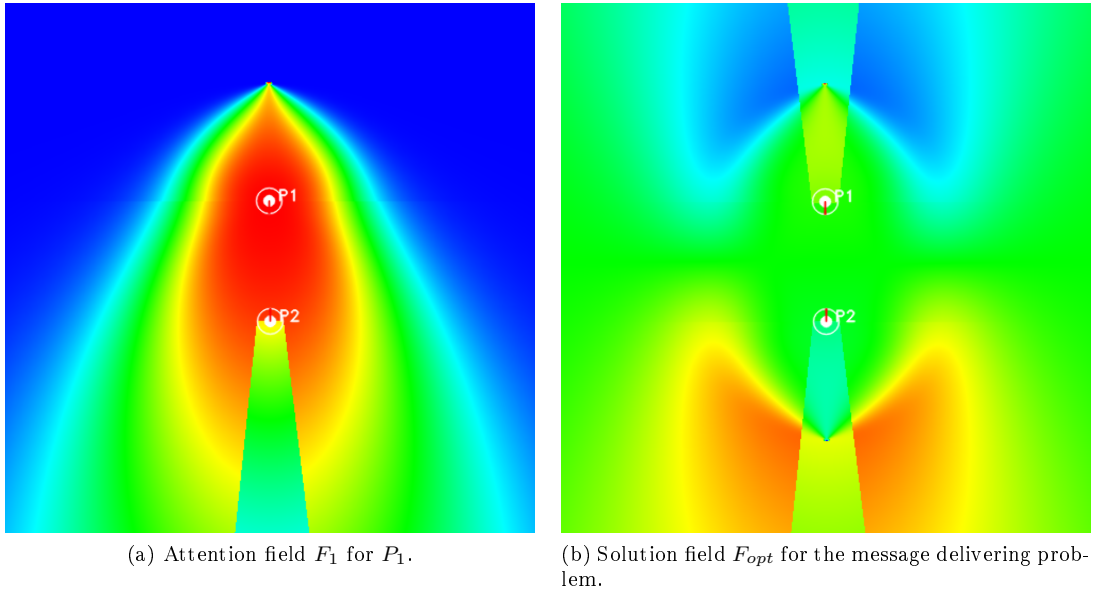 P1
P2
P1
P2
(a) Attention field F₁ for P₁.
(b) Solution field Fₒₚₜ for the message delivering prob-
lem.